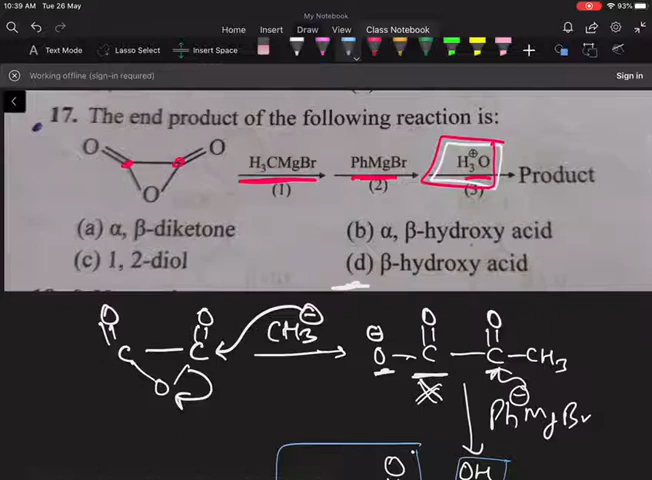 10:39 AM Tue 26 May
93%
My Notebook
Home Insert Draw View Class Notebook
Text Mode Lasso Select Insert Space
Working offline (sign-in required) Sign in
17. The end product of the following reaction is:
O O
O
H₃CMgBr
(1)
PhMgBr
(2)
H₃⊕O
(3)
Product
(a) α, β-diketone (b) α, β-hydroxy acid
(c) 1, 2-diol (d) β-hydroxy acid
O O
C — C
O
CH3 ⊖
⊖ O O
O — C — C — CH3
⊖
PhMgBr
O OH